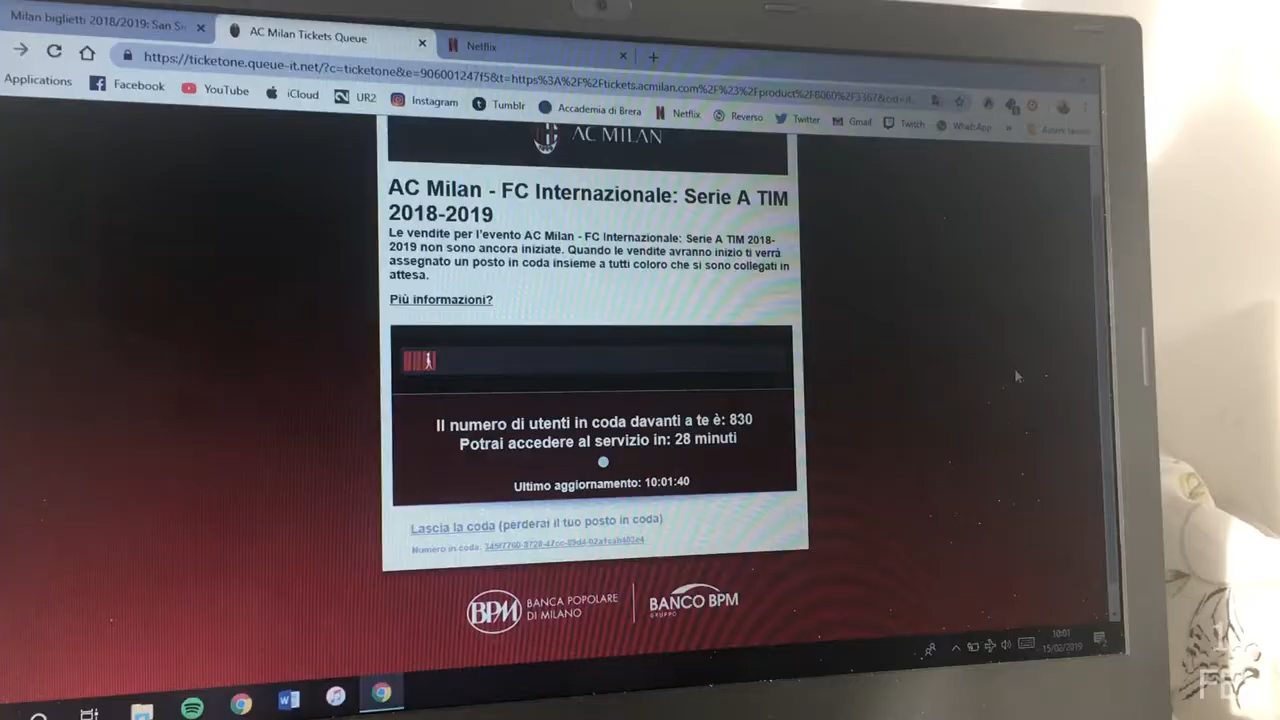 Milan biglietti 2018/2019: San Si
AC Milan Tickets Queue
Netflix
https://ticketone.queue-it.net/?c=ticketone&e=906001247f5&t=https%3A%2F%2Ftickets.acmilan.com%2F%23%2Fproduct%2F8060%2F3367
Applications
Facebook
YouTube
iCloud
UR2
Instagram
Tumblr
Accademia di Brera
Netflix
Reverso
Twitter
Gmail
Twitch
WhatsApp
»
AC MILAN
AC Milan - FC Internazionale: Serie A TIM
2018-2019
Le vendite per l'evento AC Milan - FC Internazionale: Serie A TIM 2018-
2019 non sono ancora iniziate. Quando le vendite avranno inizio ti verrà
assegnato un posto in coda insieme a tutti coloro che si sono collegati in
attesa.
Più informazioni?
Il numero di utenti in coda davanti a te è: 830
Potrai accedere al servizio in: 28 minuti
Ultimo aggiornamento: 10:01:40
Lascia la coda (perderai il tuo posto in coda)
Numero in coda:
BPM BANCA POPOLARE
DI MILANO
BANCO BPM
GRUPPO
10:01
15/02/2019